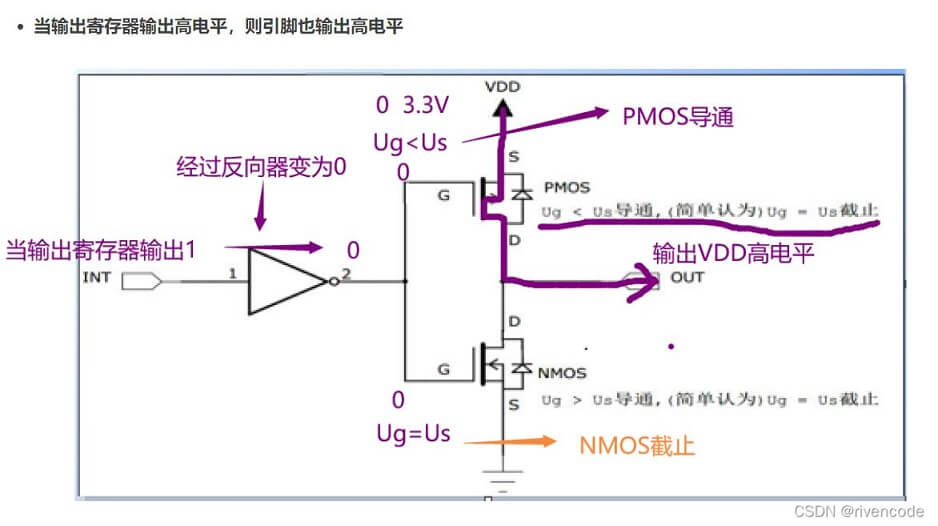 当输出寄存器输出高电平，则引脚也输出高电平
VDD
0 3.3V
PMOS导通
Ug<Us
S
经过反向器变为0
0
G
PMOS
Ug < Us导通,(简单认为)Ug = Us截止
D
当输出寄存器输出1
0
输出VDD高电平
INT
1
2
OUT
D
G
NMOS
0
S
Ug > Us导通,(简单认为)Ug = Us截止
Ug=Us
NMOS截止
CSDN @rivencode